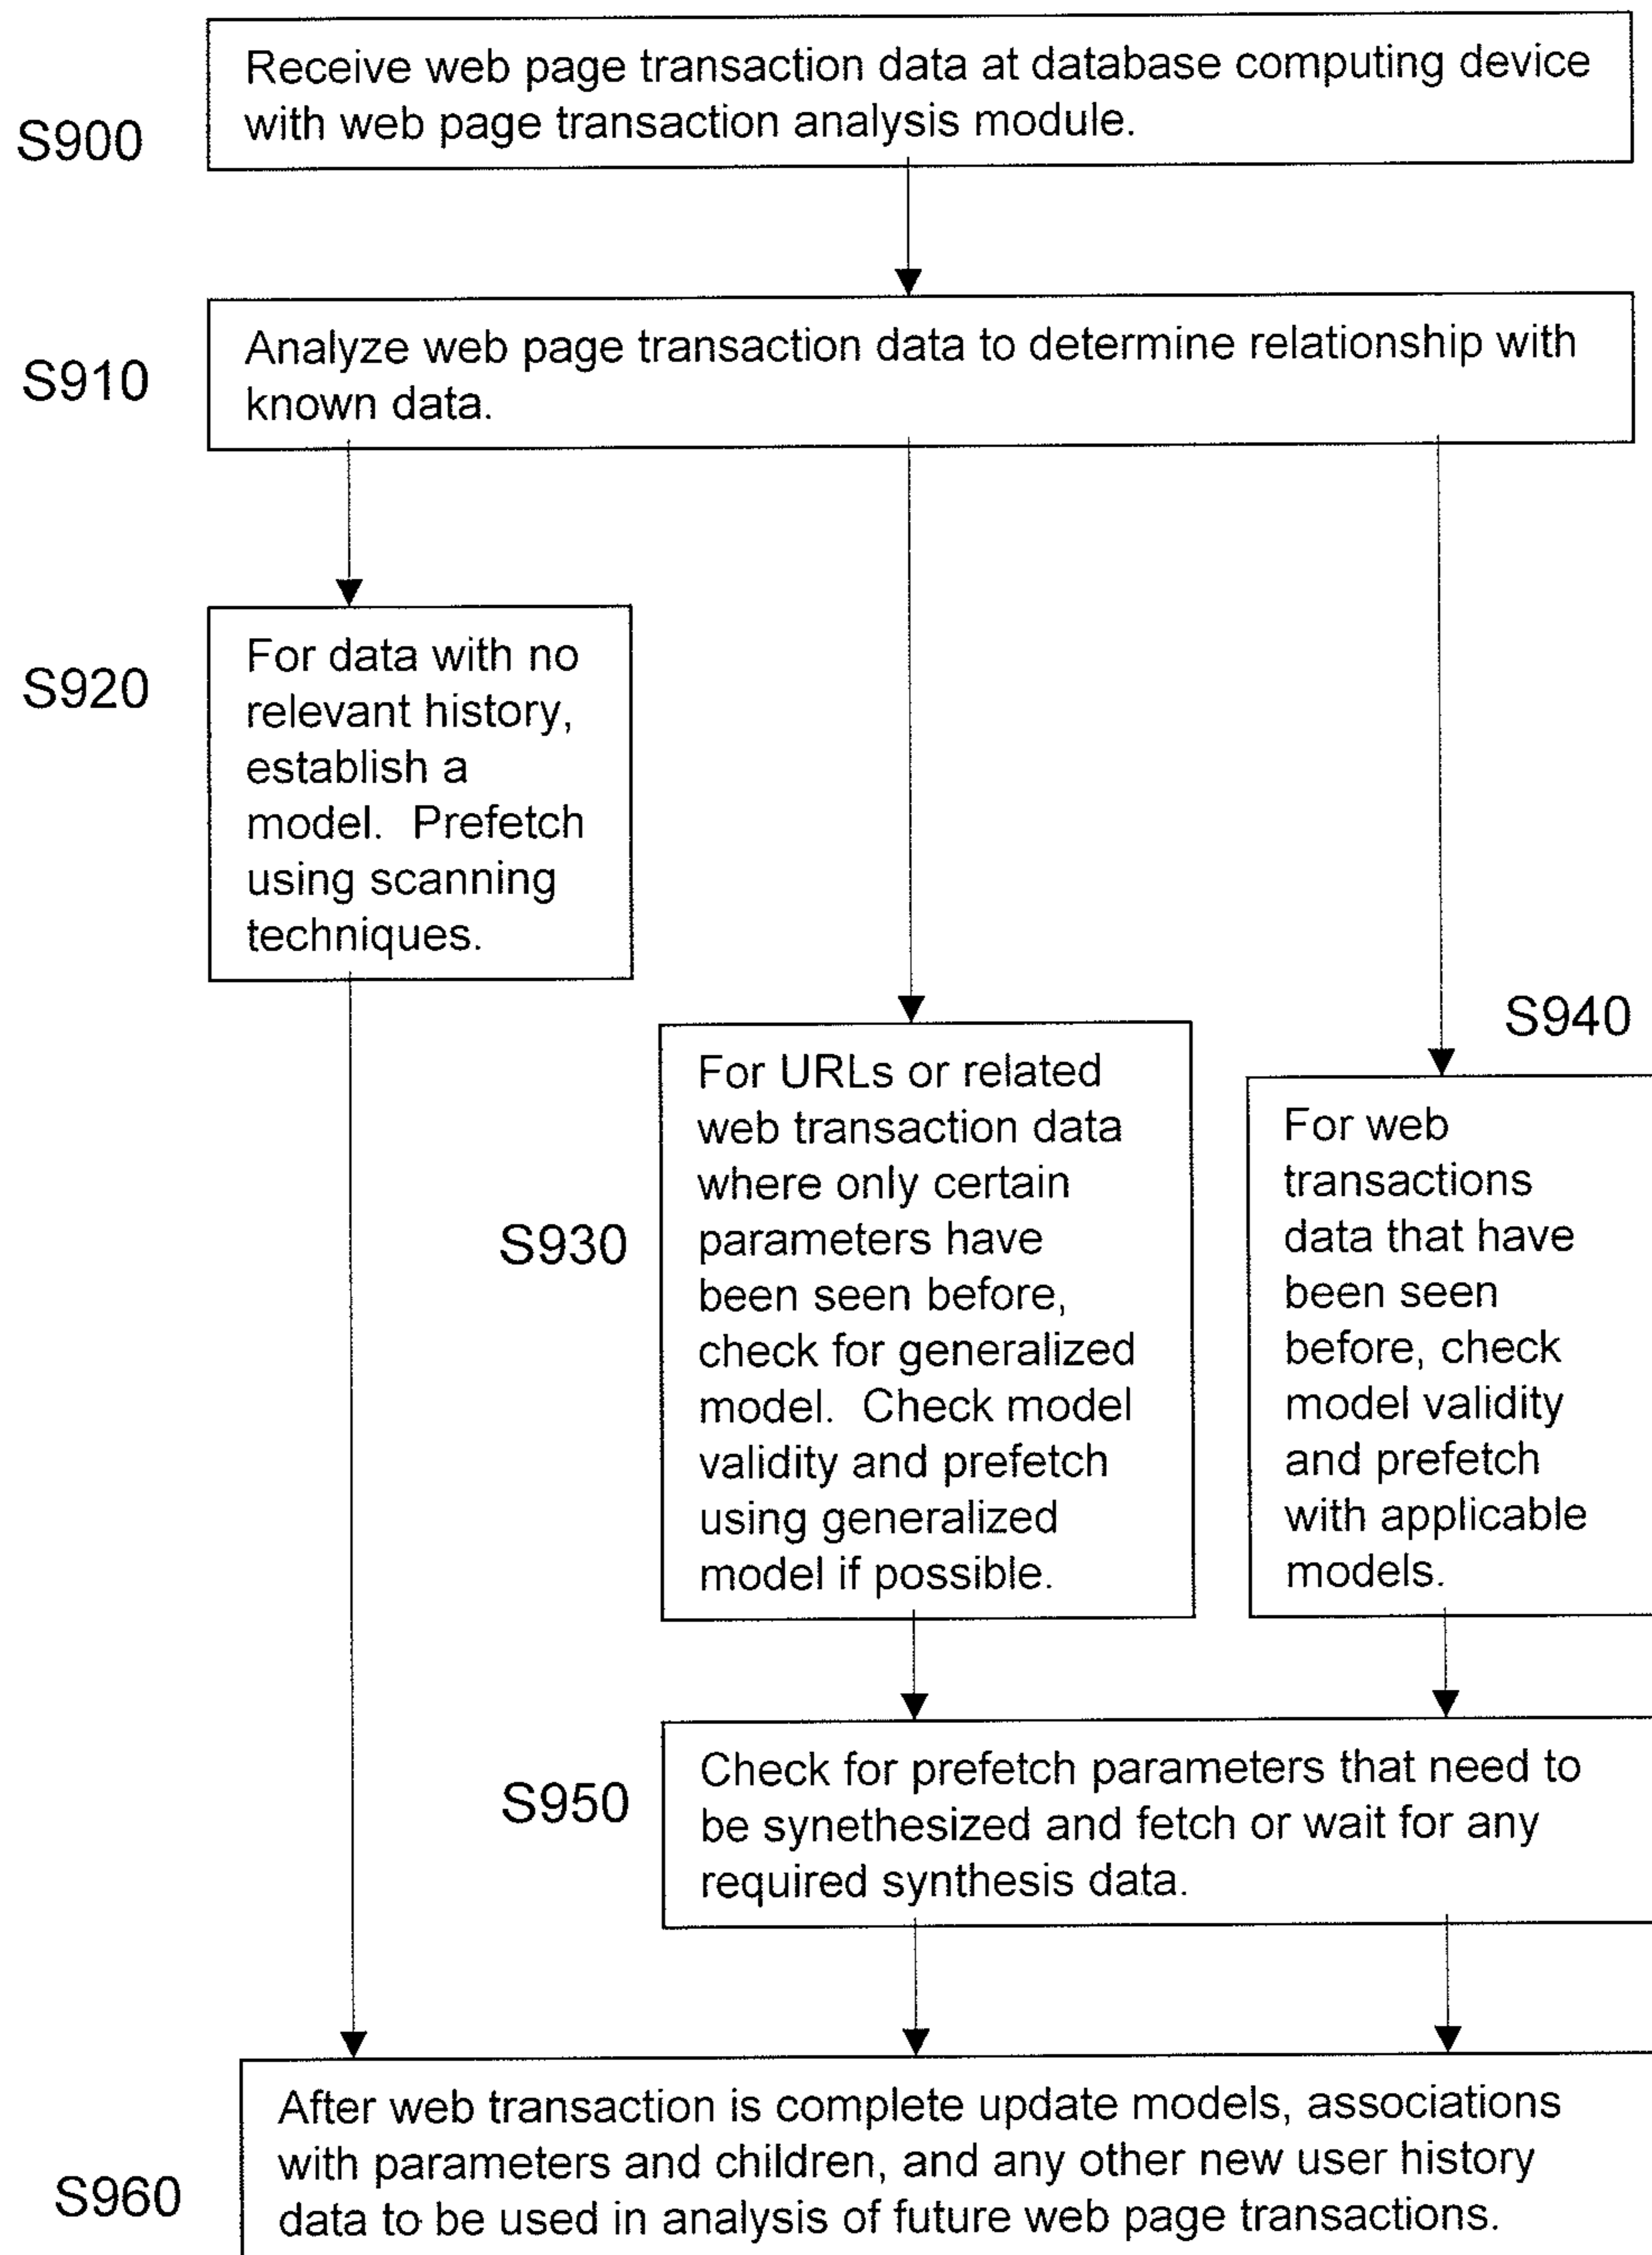 Receive web page transaction data at database computing device
with web page transaction analysis module.
S900
Analyze web page transaction data to determine relationship with
known data.
S910
S920
For data with no
relevant history,
establish a
model. Prefetch
using scanning
techniques.
S930
For URLs or related
web transaction data
where only certain
parameters have
been seen before,
check for generalized
model. Check model
validity and prefetch
using generalized
model if possible.
S940
For web
transactions
data that have
been seen
before, check
model validity
and prefetch
with applicable
models.
S950
Check for prefetch parameters that need to
be synethesized and fetch or wait for any
required synthesis data.
S960
After web transaction is complete update models, associations
with parameters and children, and any other new user history
data to be used in analysis of future web page transactions.